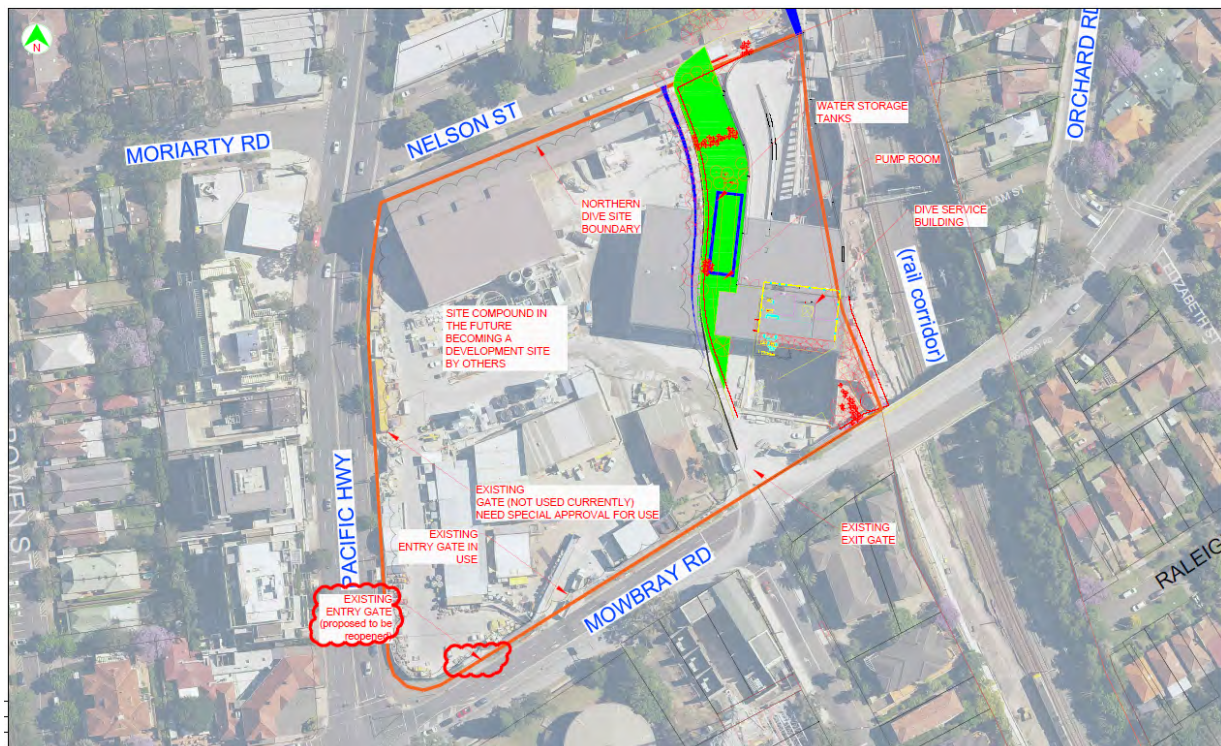 N
MORIARTY RD
NELSON ST
ORCHARD RD
WATER STORAGE
TANKS
PUMP ROOM
NORTHERN
DIVE SITE
BOUNDARY
DIVE SERVICE
BUILDING
ELIZABETH ST
(rail corridor)
SITE COMPOUND IN
THE FUTURE
BECOMING A
DEVELOPMENT SITE
BY OTHERS
PACIFIC HWY
EXISTING
GATE (NOT USED CURRENTLY)
NEED SPECIAL APPROVAL FOR USE
EXISTING
ENTRY GATE IN
USE
EXISTING
EXIT GATE
MOWBRAY RD
RALEIG
EXISTING
ENTRY GATE
(proposed to be
reopened)